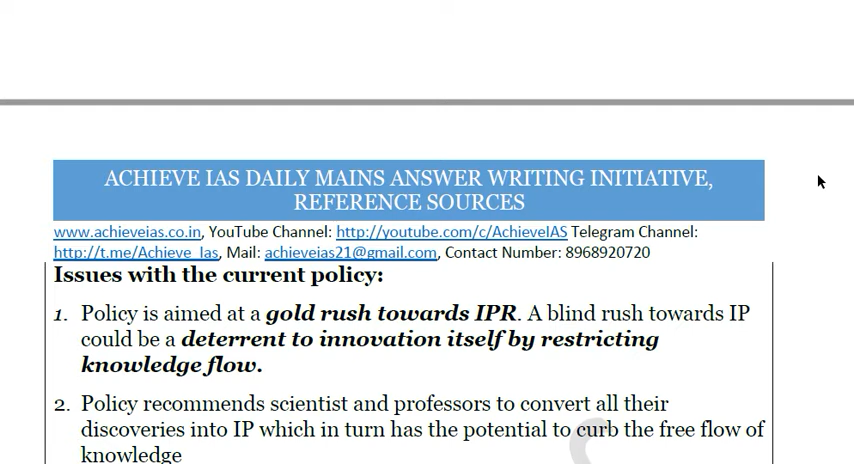 ACHIEVE IAS DAILY MAINS ANSWER WRITING INITIATIVE,
REFERENCE SOURCES
www.achieveias.co.in, YouTube Channel: http://youtube.com/c/AchieveIAS Telegram Channel:
http://t.me/Achieve_Ias, Mail: achieveias21@gmail.com, Contact Number: 8968920720
Issues with the current policy:
1. Policy is aimed at a gold rush towards IPR. A blind rush towards IP
could be a deterrent to innovation itself by restricting
knowledge flow.
2. Policy recommends scientist and professors to convert all their
discoveries into IP which in turn has the potential to curb the free flow of
knowledge